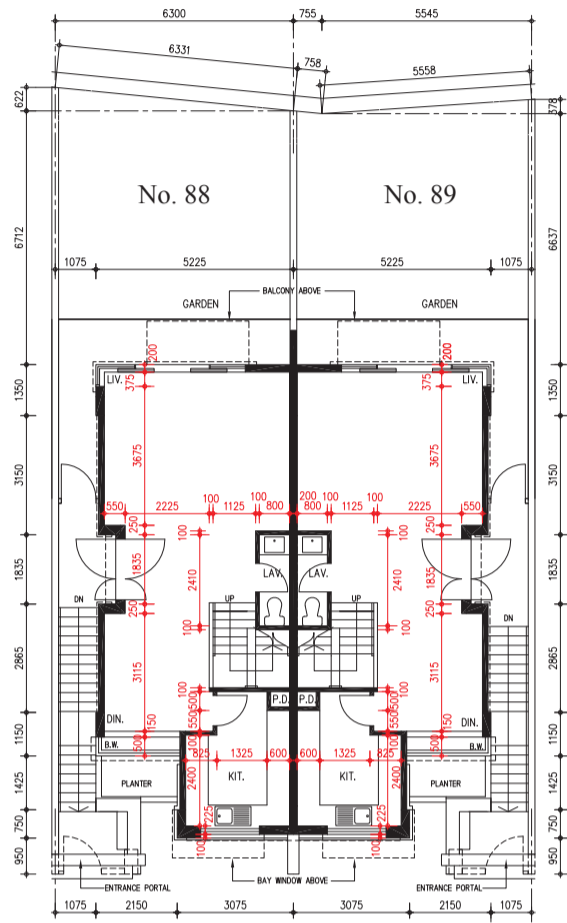 6300 755 5545
6331 758 5558
622 378
No. 88 No. 89
6712 6637
1075 5225 5225 1075
BALCONY ABOVE
GARDEN GARDEN
200 200
LIV. LIV.
1350 375 375 1350
3150 3675 3675 3150
100 100 200 100 100
550 2225 1125 800 800 1125 2225 550
250 100 100 250
1835 1835 2410 2410 1835 1835
LAV. LAV.
250 250
DN UP UP DN
100 100
2865 3115 3115 2865
100 100
500 P.D. P.D. 500
DIN. 150 550 550 150 DIN.
1150 B.W. 600 100 100 600 B.W. 1150
825 1325 600 600 1325 825
PLANTER KIT. KIT. PLANTER
1425 2400 2400 1425
225 225
750 100 100 750
950 950
ENTRANCE PORTAL BAY WINDOW ABOVE ENTRANCE PORTAL
1075 2150 3075 3075 2150 1075